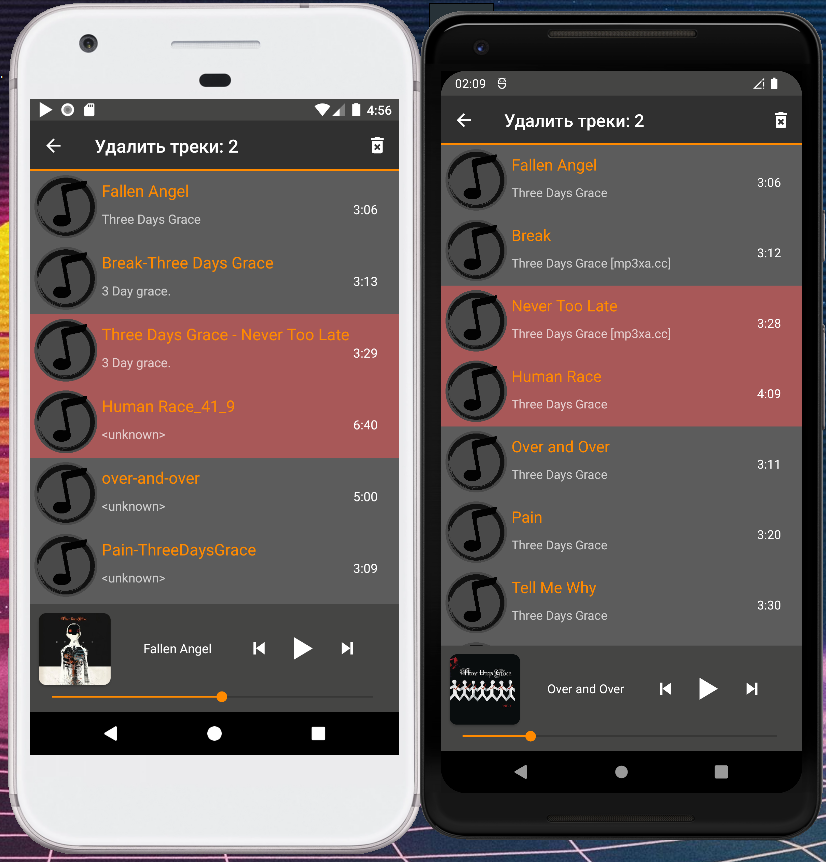 4:56
Удалить треки: 2
Fallen Angel
Three Days Grace
3:06
Break-Three Days Grace
3 Day grace.
3:13
Three Days Grace - Never Too Late
3 Day grace.
3:29
Human Race_41_9
<unknown>
6:40
over-and-over
<unknown>
5:00
Pain-ThreeDaysGrace
<unknown>
3:09
Fallen Angel
02:09
Удалить треки: 2
Fallen Angel
Three Days Grace
3:06
Break
Three Days Grace [mp3xa.cc]
3:12
Never Too Late
Three Days Grace [mp3xa.cc]
3:28
Human Race
Three Days Grace
4:09
Over and Over
Three Days Grace
3:11
Pain
Three Days Grace
3:20
Tell Me Why
Three Days Grace
3:30
Three Days Grace
Over and Over